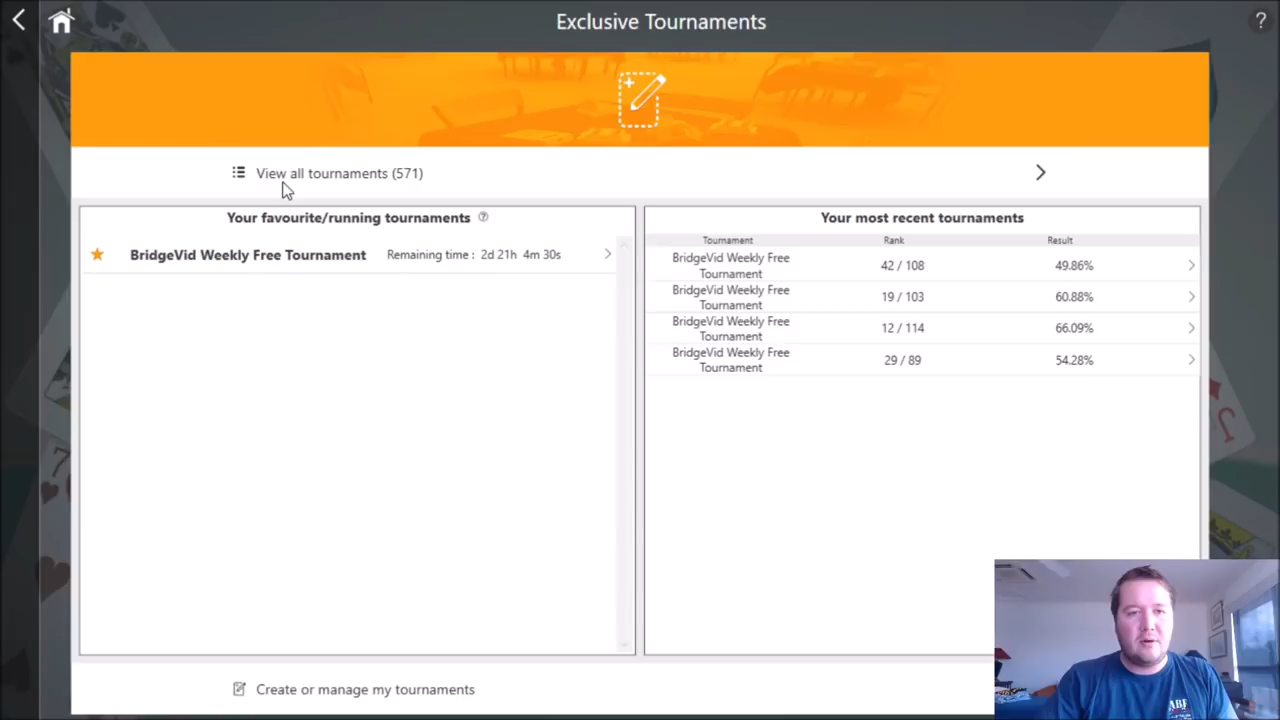 Exclusive Tournaments
?
View all tournaments (571)
Your favourite/running tournaments ?
BridgeVid Weekly Free Tournament Remaining time : 2d 21h 4m 30s
Your most recent tournaments
Tournament Rank Result
BridgeVid Weekly Free
Tournament 42 / 108 49.86%
BridgeVid Weekly Free
Tournament 19 / 103 60.88%
BridgeVid Weekly Free
Tournament 12 / 114 66.09%
BridgeVid Weekly Free
Tournament 29 / 89 54.28%
Create or manage my tournaments
7
J
ABF